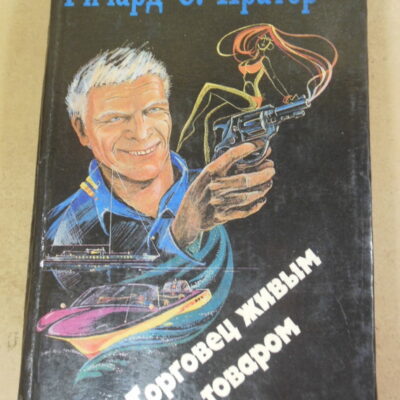 Ричард С. Пратер
Торговец живым
товаром